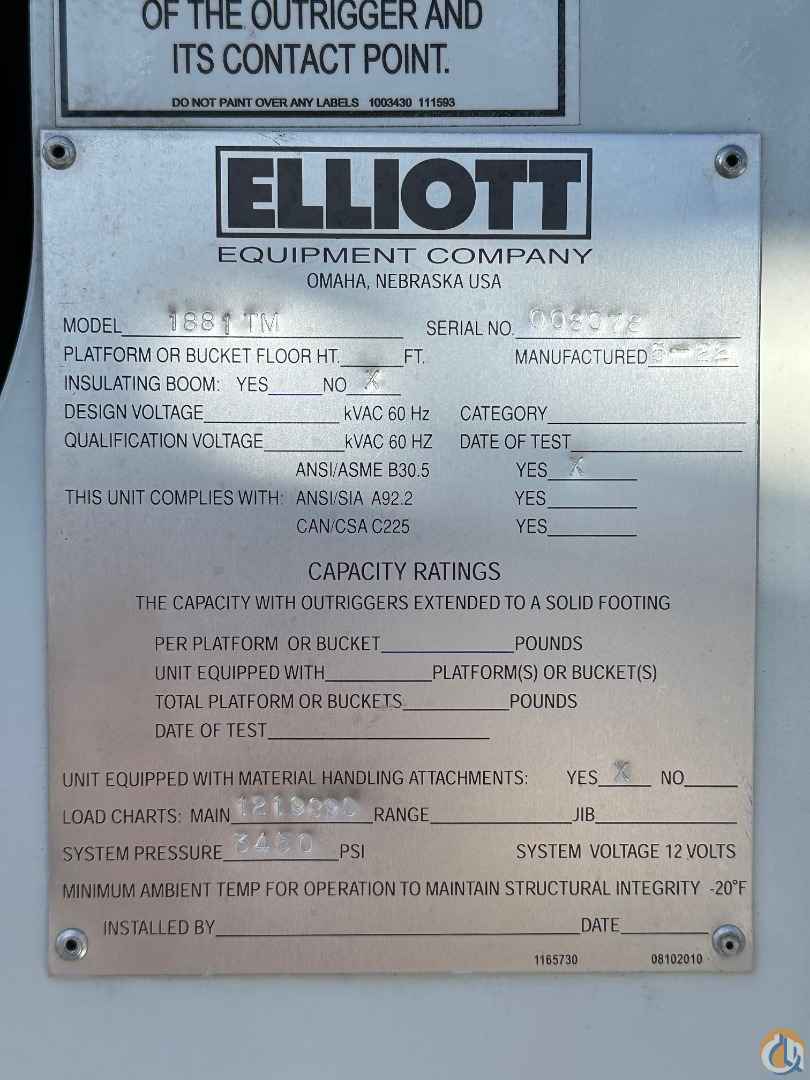 OF THE OUTRIGGER AND
ITS CONTACT POINT.
DO NOT PAINT OVER ANY LABELS 1003430 111593
ELLIOTT
EQUIPMENT COMPANY
OMAHA, NEBRASKA USA
MODEL 1881 TM SERIAL NO.
PLATFORM OR BUCKET FLOOR HT. FT. MANUFACTURED
INSULATING BOOM: YES NO X
DESIGN VOLTAGE kVAC 60 Hz CATEGORY
QUALIFICATION VOLTAGE kVAC 60 HZ DATE OF TEST
ANSI/ASME B30.5 YES X
THIS UNIT COMPLIES WITH: ANSI/SIA A92.2 YES
CAN/CSA C225 YES
CAPACITY RATINGS
THE CAPACITY WITH OUTRIGGERS EXTENDED TO A SOLID FOOTING
PER PLATFORM OR BUCKET POUNDS
UNIT EQUIPPED WITH PLATFORM(S) OR BUCKET(S)
TOTAL PLATFORM OR BUCKETS POUNDS
DATE OF TEST
UNIT EQUIPPED WITH MATERIAL HANDLING ATTACHMENTS: YES X NO
LOAD CHARTS: MAIN RANGE JIB
SYSTEM PRESSURE PSI SYSTEM VOLTAGE 12 VOLTS
MINIMUM AMBIENT TEMP FOR OPERATION TO MAINTAIN STRUCTURAL INTEGRITY -20°F
INSTALLED BY DATE
1165730 08102010